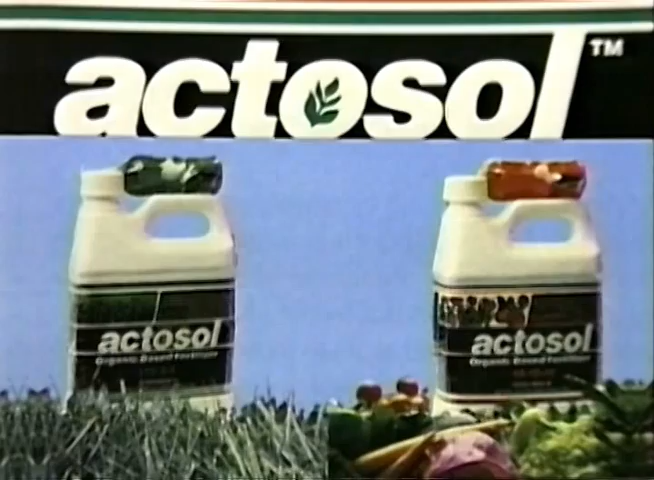 actosol™
actosol
Organic Based Fertilizer
actosol
Organic Based Fertilizer